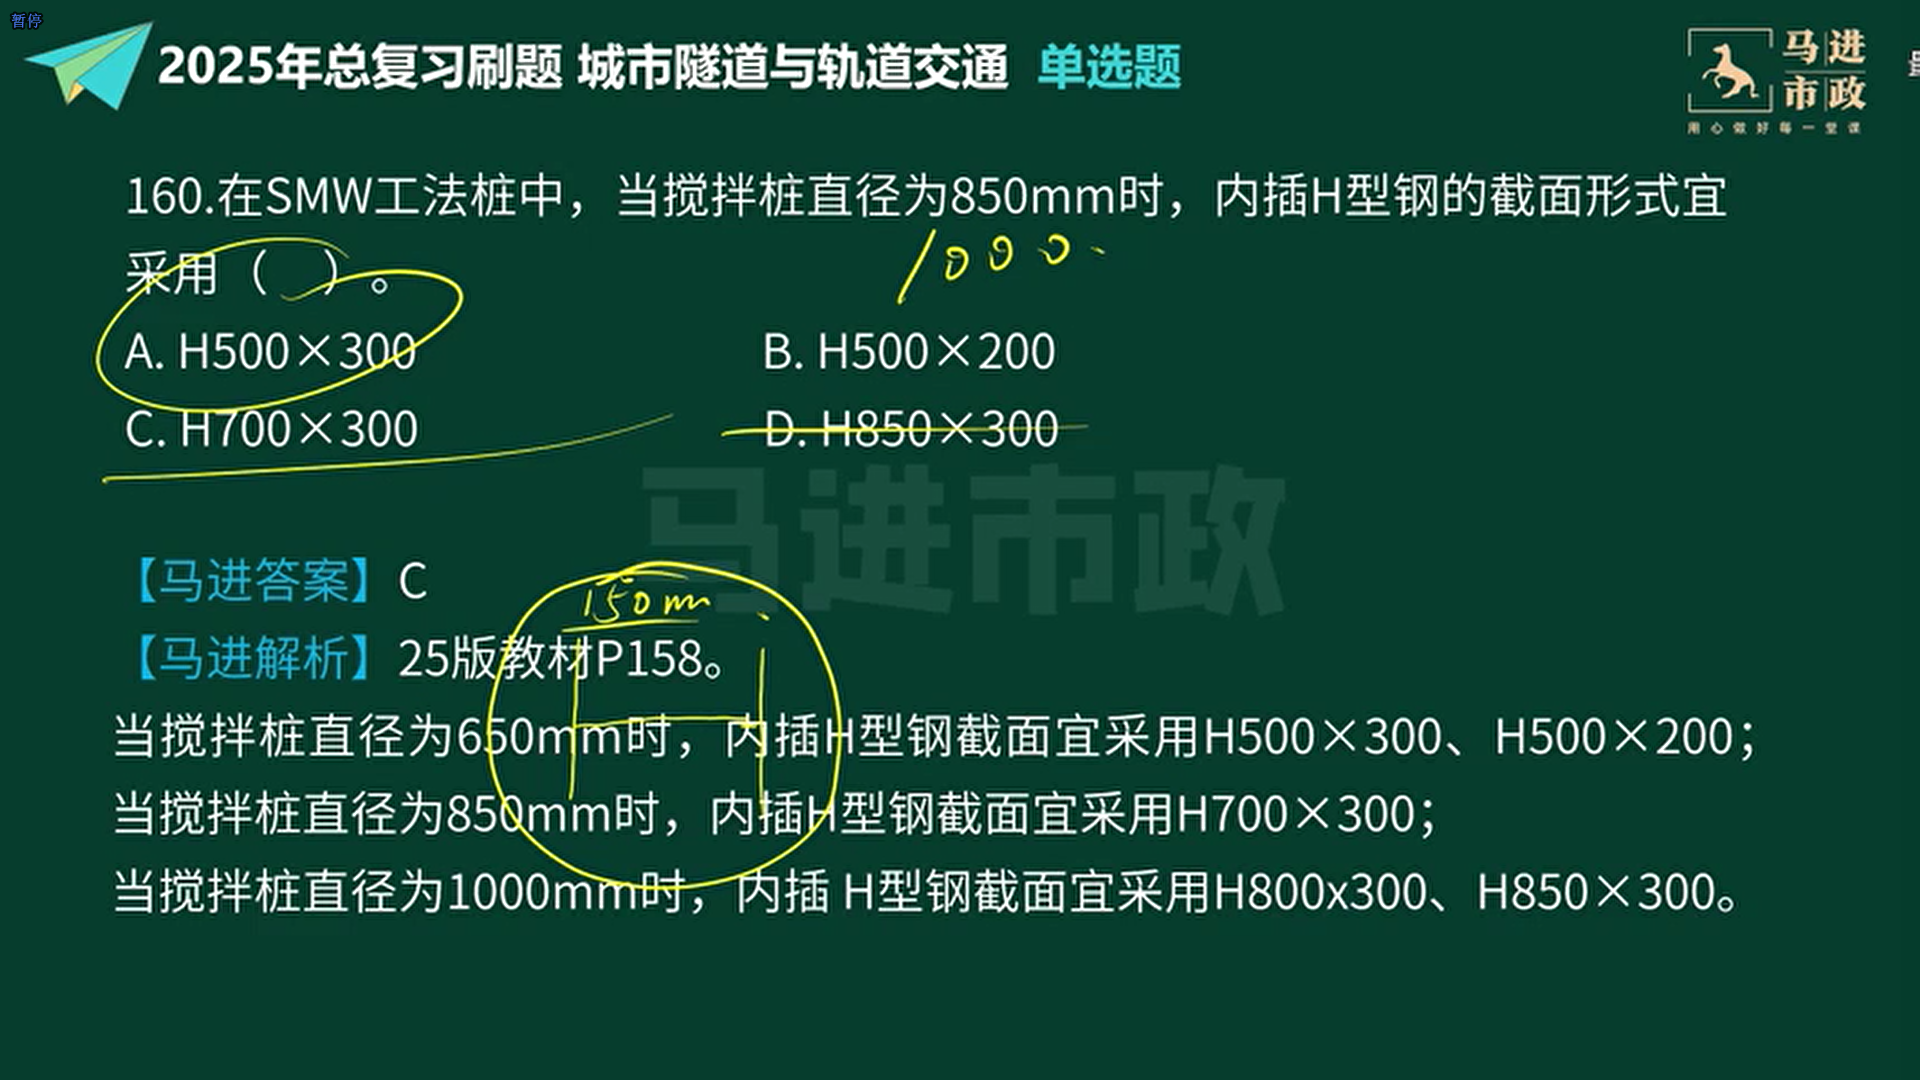 暂停
2025年总复习刷题 城市隧道与轨道交通 单选题
马进
市政
用心做好每一堂课
160.在SMW工法桩中，当搅拌桩直径为850mm时，内插H型钢的截面形式宜
采用（ ）。
1000
A. H500×300
B. H500×200
C. H700×300
D. H850×300
马进市政
【马进答案】C
150m
【马进解析】25版教材P158。
当搅拌桩直径为650mm时，内插H型钢截面宜采用H500×300、H500×200；
当搅拌桩直径为850mm时，内插H型钢截面宜采用H700×300；
当搅拌桩直径为1000mm时，内插 H型钢截面宜采用H800x300、H850×300。